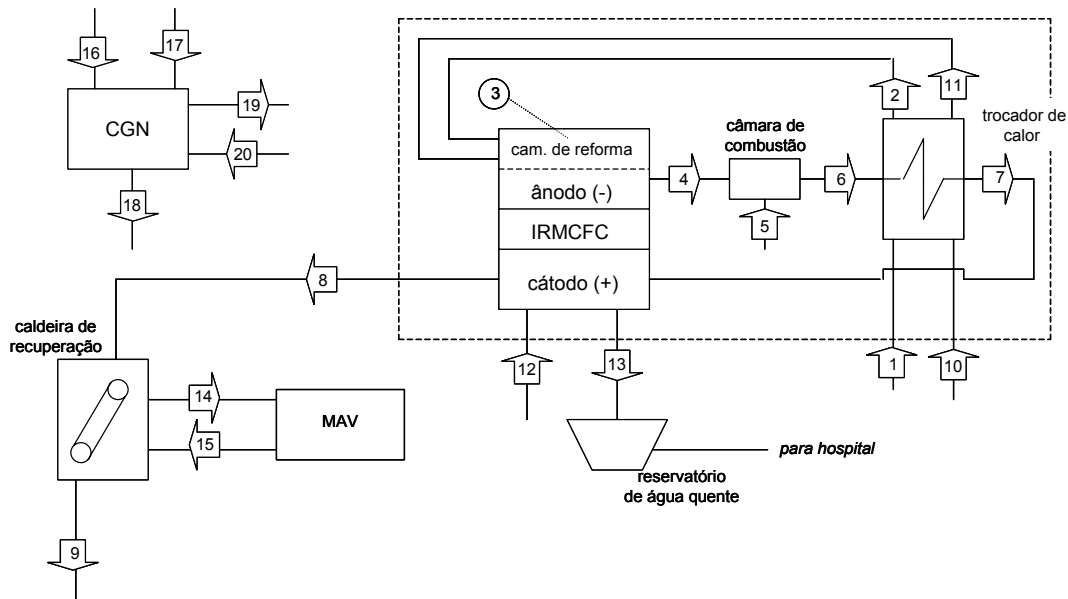 16
17
CGN
19
20
18
3
cam. de reforma
ânodo (-)
IRMCFC
cátodo (+)
4
câmara de
combustão
5
6
2
11
trocador de
calor
7
8
12
13
1
10
caldeira de
recuperação
14
15
MAV
9
para hospital
reservatório
de água quente